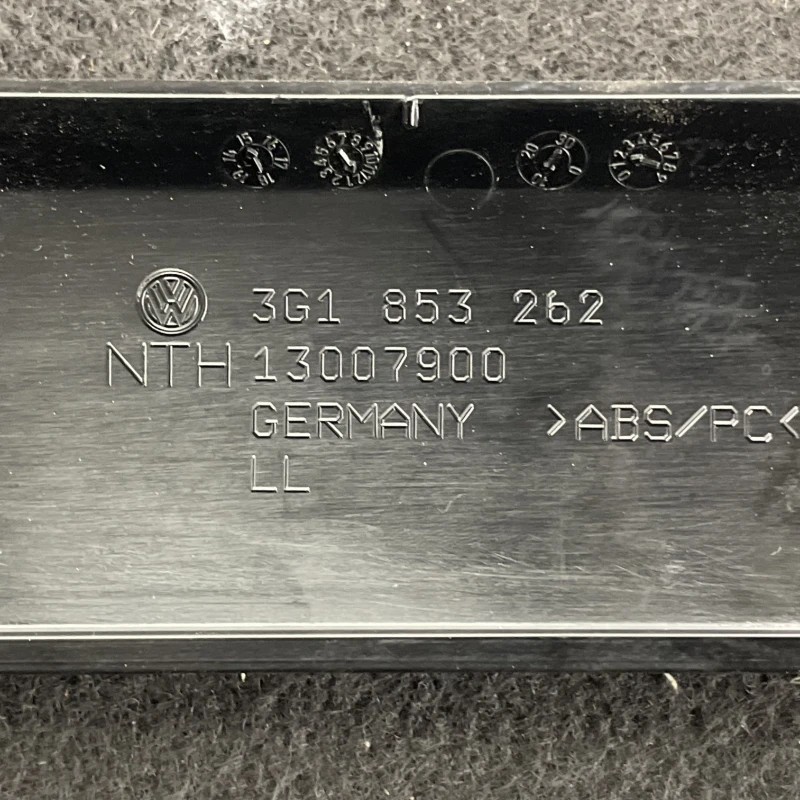 3G1 853 262
NTH 13007900
GERMANY >ABS/PC<
LL